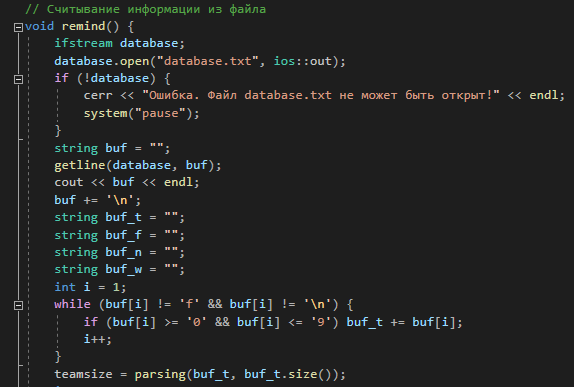 // Считывание информации из файла
void remind() {
ifstream database;
database.open("database.txt", ios::out);
if (!database) {
cerr << "Ошибка. Файл database.txt не может быть открыт!" << endl;
system("pause");
}
string buf = "";
getline(database, buf);
cout << buf << endl;
buf += '\n';
string buf_t = "";
string buf_f = "";
string buf_n = "";
string buf_w = "";
int i = 1;
while (buf[i] != 'f' && buf[i] != '\n') {
if (buf[i] >= '0' && buf[i] <= '9') buf_t += buf[i];
i++;
}
teamsize = parsing(buf_t, buf_t.size());